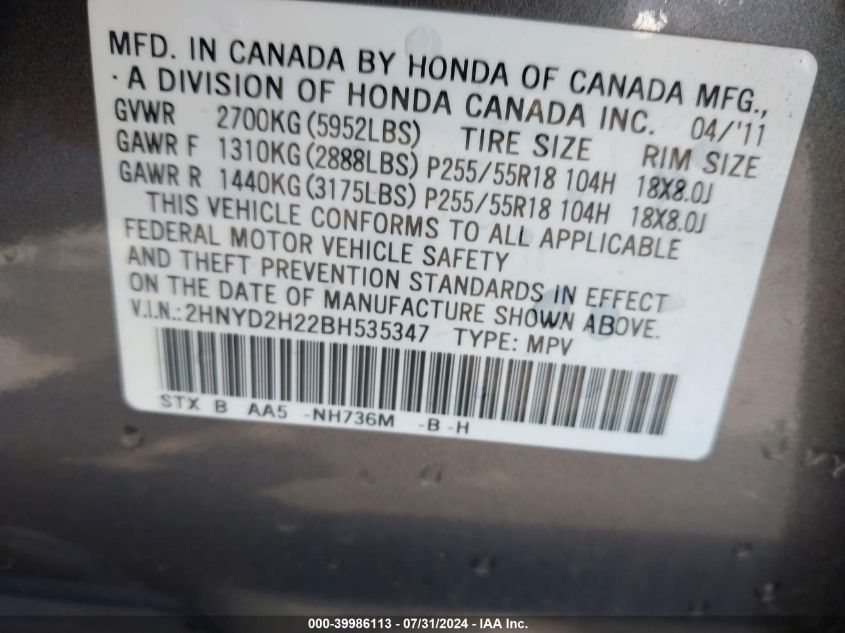 MFD. IN CANADA BY HONDA OF CANADA MFG.,
· A DIVISION OF HONDA CANADA INC. 04/'11
GVWR 2700KG (5952LBS) TIRE SIZE RIM SIZE
GAWR F 1310KG (2888LBS) P255/55R18 104H 18X8.0J
GAWR R 1440KG (3175LBS) P255/55R18 104H 18X8.0J
THIS VEHICLE CONFORMS TO ALL APPLICABLE
FEDERAL MOTOR VEHICLE SAFETY
AND THEFT PREVENTION STANDARDS IN EFFECT
ON THE DATE OF MANUFACTURE SHOWN ABOVE.
V.I.N.: 2HNYD2H22BH535347 TYPE: MPV
STX B AA5 -NH736M -B -H
000-39986113 - 07/31/2024 - IAA Inc.